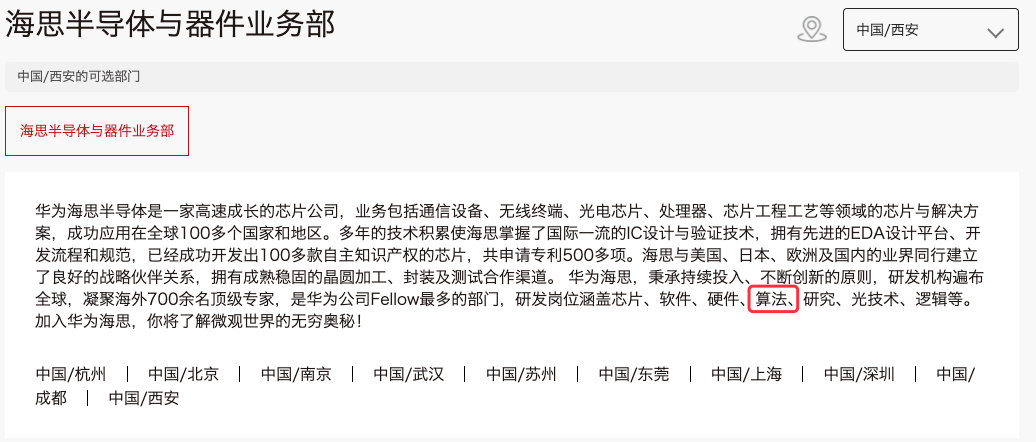 海思半导体与器件业务部
中国/西安
中国/西安的可选部门
海思半导体与器件业务部
华为海思半导体是一家高速成长的芯片公司，业务包括通信设备、无线终端、光电芯片、处理器、芯片工程工艺等领域的芯片与解决方
案，成功应用在全球100多个国家和地区。多年的技术积累使海思掌握了国际一流的IC设计与验证技术，拥有先进的EDA设计平台、开
发流程和规范，已经成功开发出100多款自主知识产权的芯片，共申请专利500多项。海思与美国、日本、欧洲及国内的业界同行建立
了良好的战略伙伴关系，拥有成熟稳固的晶圆加工、封装及测试合作渠道。 华为海思，秉承持续投入、不断创新的原则，研发机构遍布
全球，凝聚海外700余名顶级专家，是华为公司Fellow最多的部门，研发岗位涵盖芯片、软件、硬件、算法、研究、光技术、逻辑等。
加入华为海思，你将了解微观世界的无穷奥秘！
中国/杭州 | 中国/北京 | 中国/南京 | 中国/武汉 | 中国/苏州 | 中国/东莞 | 中国/上海 | 中国/深圳 | 中国/
成都 | 中国/西安